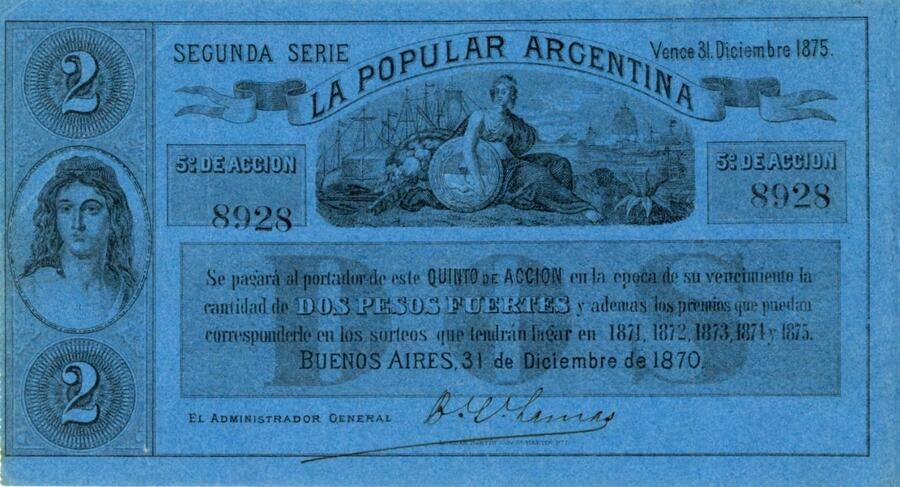 2
SEGUNDA SERIE
LA POPULAR ARGENTINA
Vence 31. Diciembre 1875.
5º. DE ACCION
8928
5º. DE ACCION
8928
DOS
Se pagará al portador de este QUINTO DE ACCION en la epoca de su vencimiento la
cantidad de DOS PESOS FUERTES y ademas los premios que puedan
corresponderle en los sorteos que tendrán lugar en 1871, 1872, 1873, 1874 y 1875.
BUENOS AIRES, 31 de Diciembre de 1870.
EL ADMINISTRADOR GENERAL
2